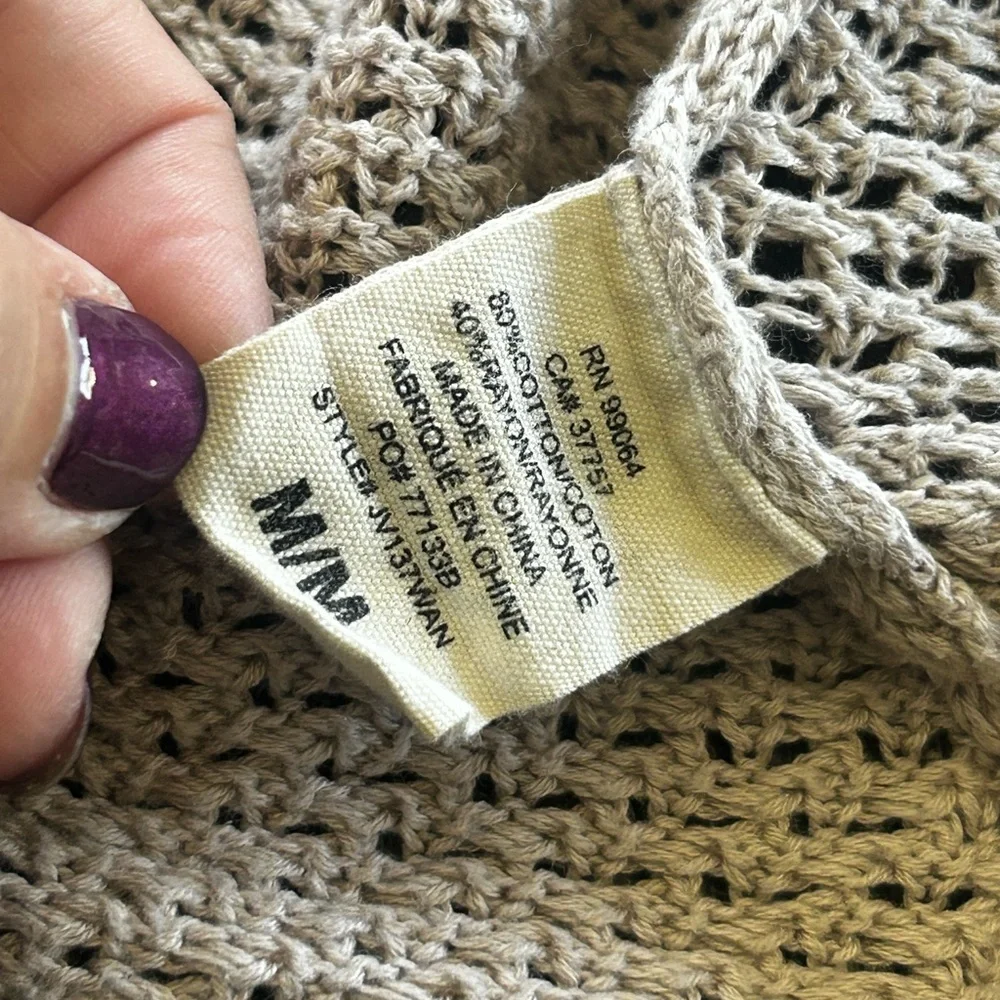 RN 99064
CA# 37757
60%COTTON/COTON
40%RAYON/RAYONNE
MADE IN CHINA
FABRIQUÉ EN CHINE
PO# 77133B
STYLE# JV137WAN
M/M